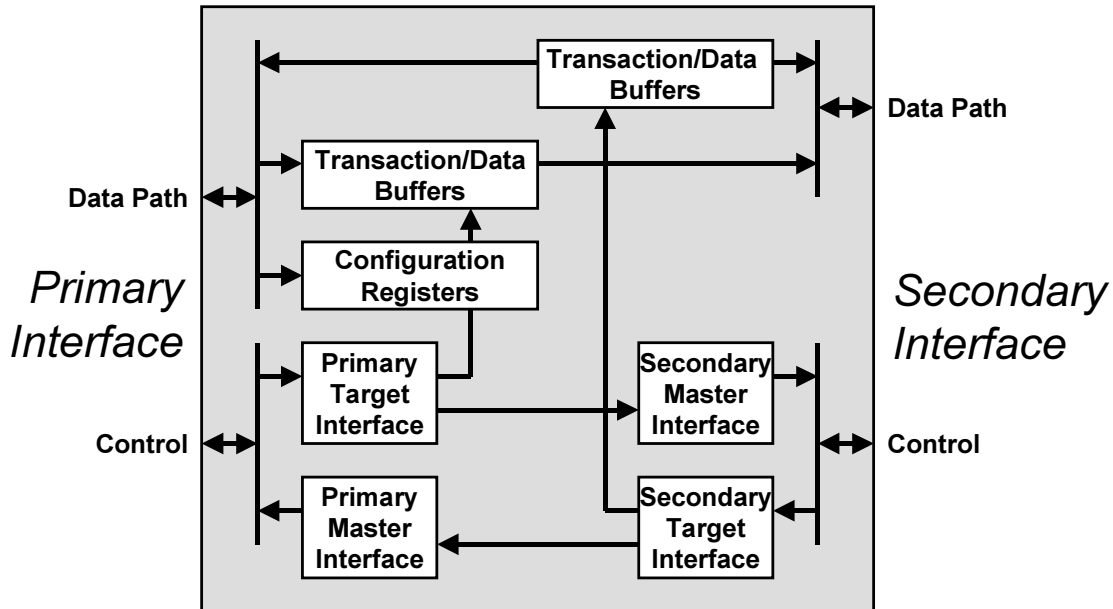 Transaction/Data
Buffers
Data Path
Transaction/Data
Buffers
Data Path
Configuration
Registers
Primary
Interface
Secondary
Interface
Primary
Target
Interface
Secondary
Master
Interface
Control
Control
Primary
Master
Interface
Secondary
Target
Interface